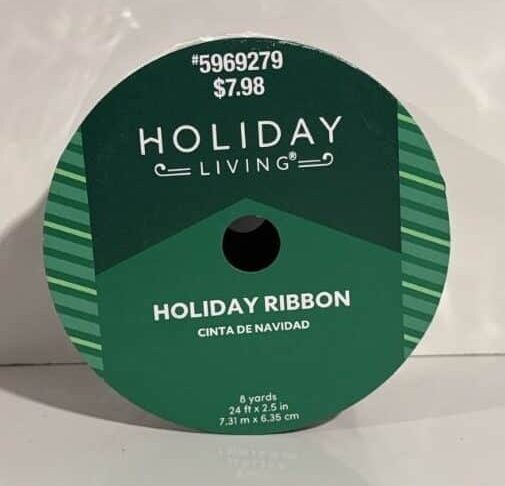 #5969279
$7.98
HOLIDAY
LIVING®
HOLIDAY RIBBON
CINTA DE NAVIDAD
8 yards
24 ft x 2.5 in
7.31 m x 6.35 cm